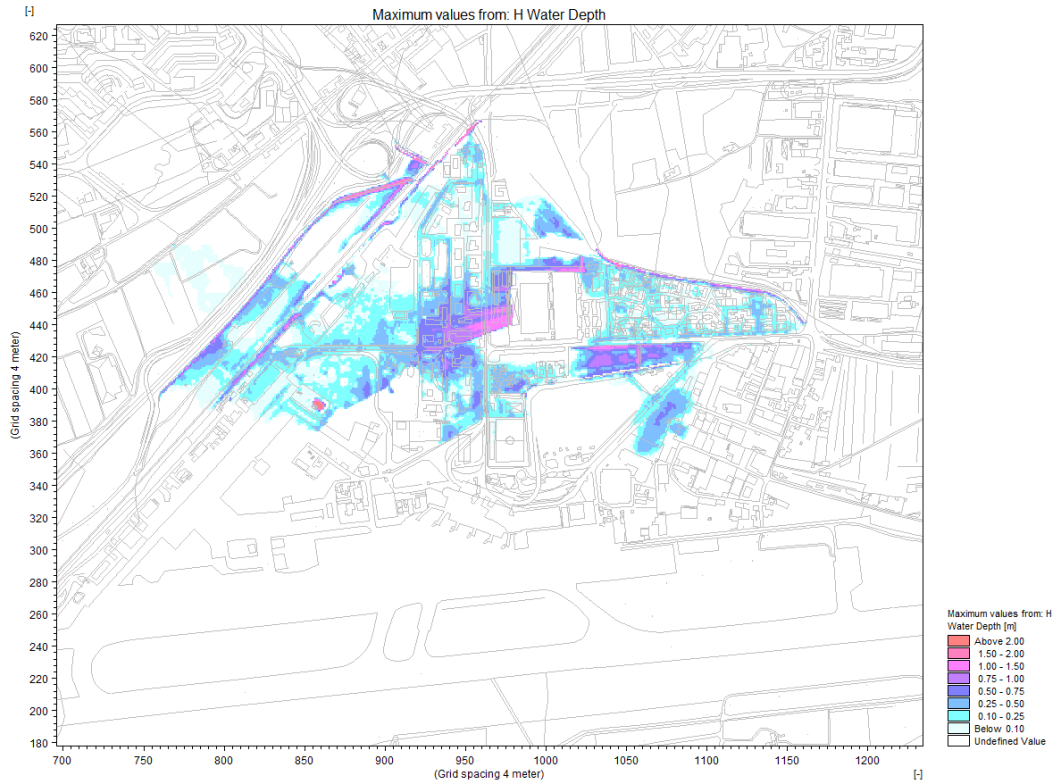 [-]
Maximum values from: H Water Depth
620
600
580
560
540
520
500
480
460
440
420
400
380
360
340
320
300
280
260
240
220
200
180
(Grid spacing 4 meter)
700 750 800 850 900 950 1000 1050 1100 1150 1200
(Grid spacing 4 meter) [-]
Maximum values from: H
Water Depth [m]
Above 2.00
1.50 - 2.00
1.00 - 1.50
0.75 - 1.00
0.50 - 0.75
0.25 - 0.50
0.10 - 0.25
Below 0.10
Undefined Value